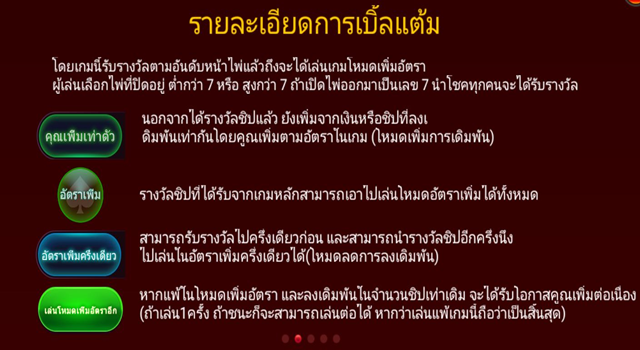 รายละเอียดการเบิ้ลแต้ม
โดยเกมนี้รับรางวัลตามอันดับหน้าไพ่แล้วถึงจะได้เล่นเกมโหมดเพิ่มอัตรา
ผู้เล่นเลือกไพ่ที่ปิดอยู่ ต่ำกว่า 7 หรือ สูงกว่า 7 ถ้าเปิดไพ่ออกมาเป็นเลข 7 นำโชคทุกคนจะได้รับรางวัล
คุณเพิ่มเท่าตัว
นอกจากได้รางวัลชิปแล้ว ยังเพิ่มจากเงินหรือชิปที่ลงเ
ดิมพันเท่ากันโดยคูณเพิ่มตามอัตราในเกม (โหมดเพิ่มการเดิมพัน)
อัตราเพิ่ม
รางวัลชิปที่ได้รับจากเกมหลักสามารถเอาไปเล่นโหมดอัตราเพิ่มได้ทั้งหมด
อัตราเพิ่มครึ่งเดียว
สามารถรับรางวัลไปครึ่งเดียวก่อน และสามารถนำรางวัลชิปอีกครึ่งนึง
ไปเล่นในอัตราเพิ่มครึ่งเดียวได้(โหมดลดการลงเดิมพัน)
เล่นโหมดเพิ่มอัตราอีก
หากแพ้ในโหมดเพิ่มอัตรา และลงเดิมพันในจำนวนชิปเท่าเดิม จะได้รับโอกาสคูณเพิ่มต่อเนื่อง
(ถ้าเล่น1ครั้ง ถ้าชนะก็จะสามารถเล่นต่อได้ หากว่าเล่นแพ้เกมนี้ถือว่าเป็นสิ้นสุด)